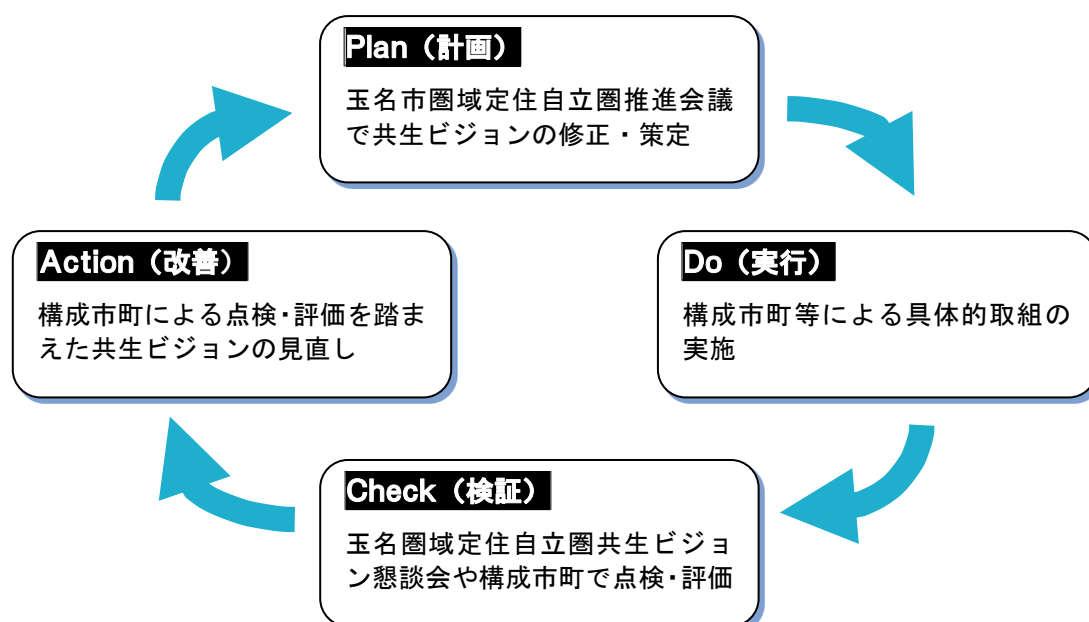 Plan（計画）
玉名市圏域定住自立圏推進会議
で共生ビジョンの修正・策定
Action（改善）
構成市町による点検・評価を踏ま
えた共生ビジョンの見直し
Do（実行）
構成市町等による具体的取組の
実施
Check（検証）
玉名圏域定住自立圏共生ビジョ
ン懇談会や構成市町で点検・評価